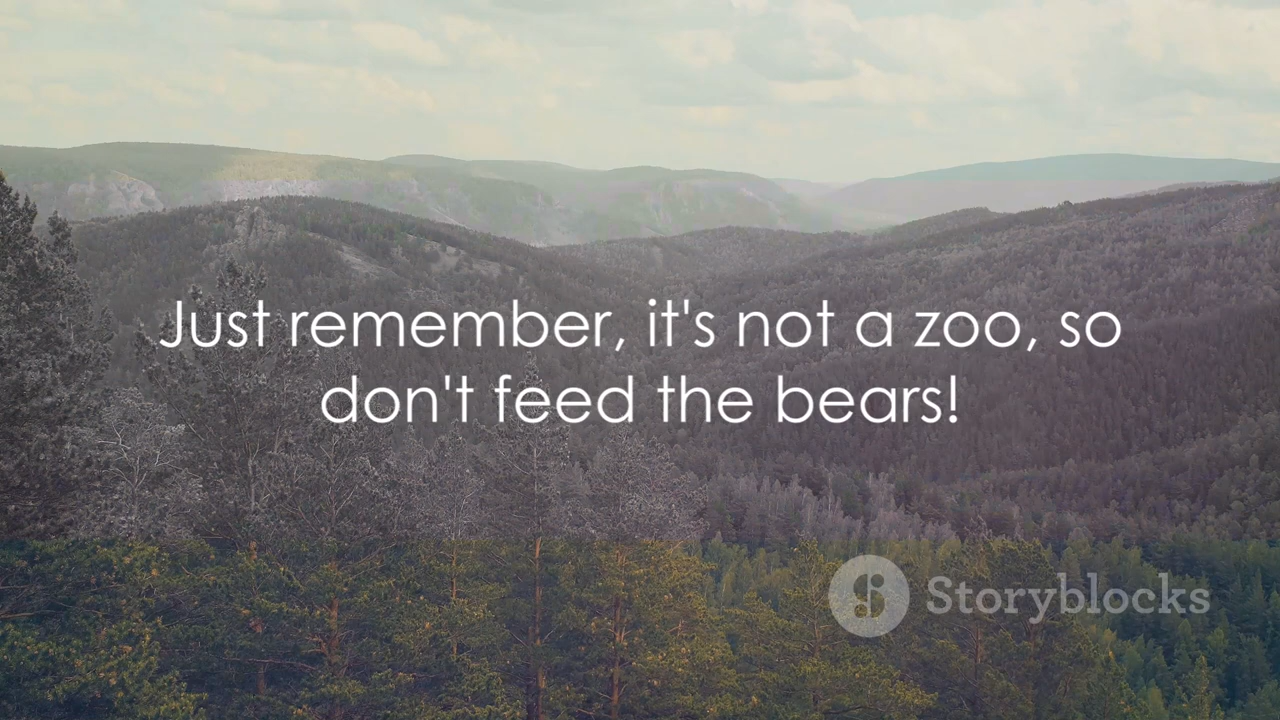 Just remember, it's not a zoo, so
don't feed the bears!
Storyblocks